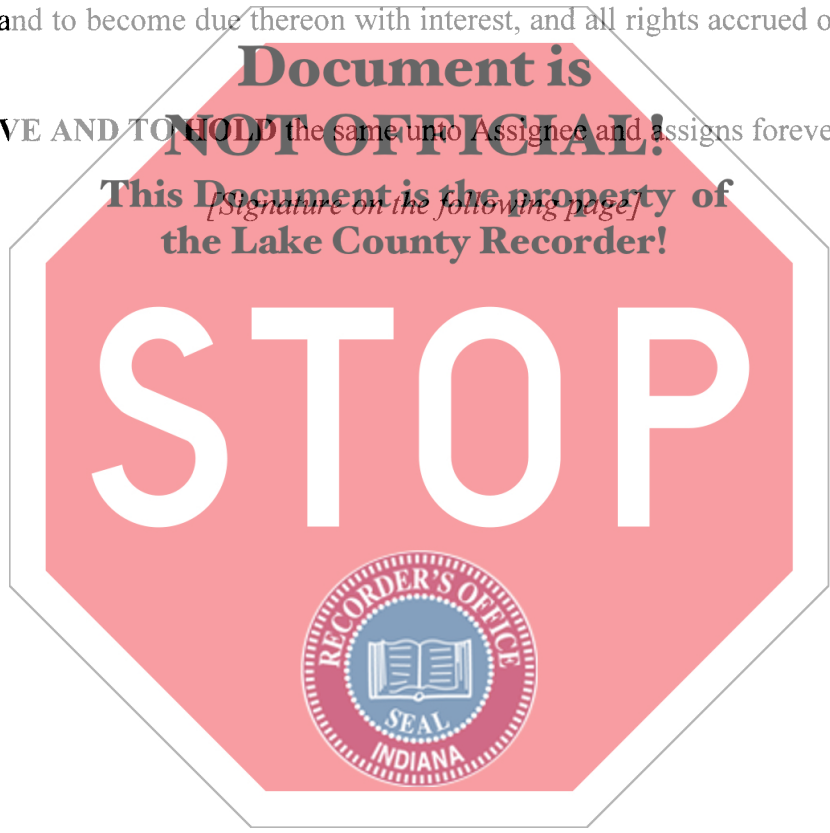 and to become due thereon with interest, and all rights accrued o
Document is
VE AND TO HOLD the same unto Assignee and assigns foreve
NOT OFFICIAL!
This Document is the property of
[Signature on the following page]
the Lake County Recorder!
STOP
RECORDER'S OFFICE
SEAL
INDIANA